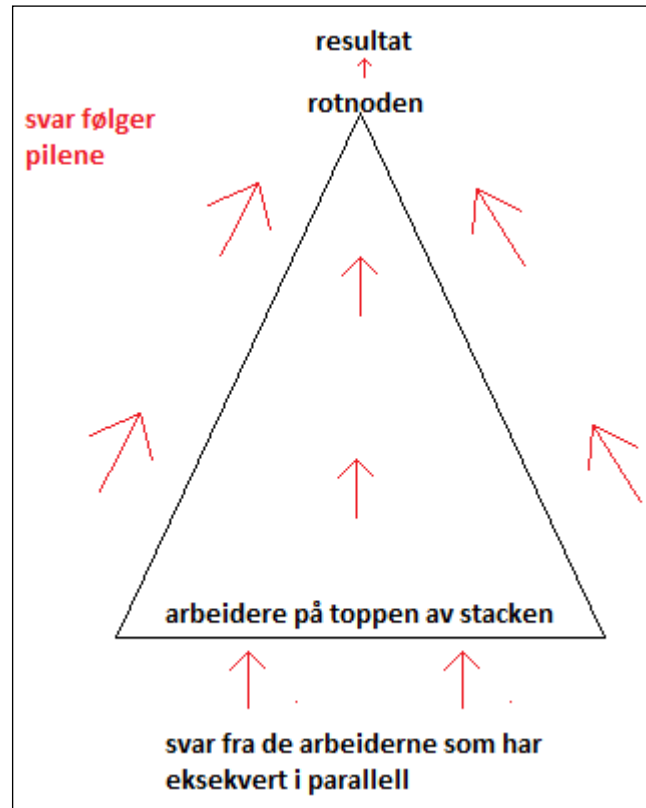 resultat
rotnoden
svar følger
pilene
arbeidere på toppen av stacken
svar fra de arbeiderne som har
eksekvert i parallell